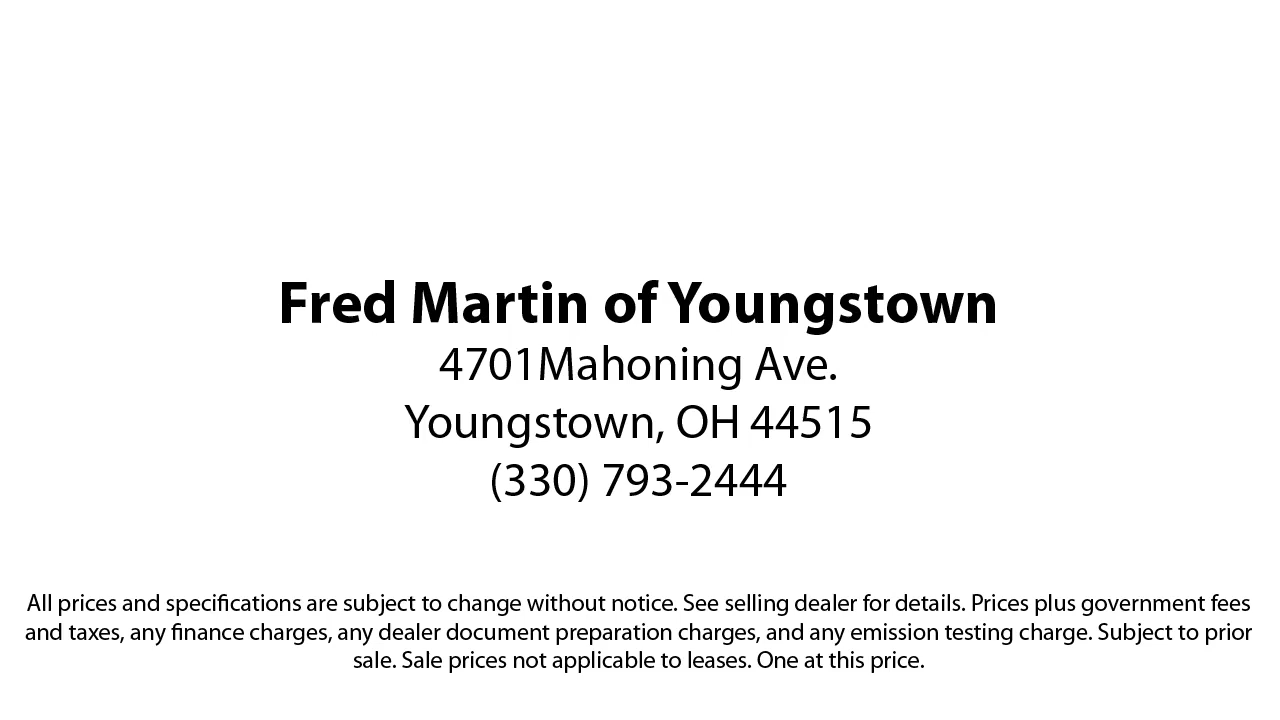 Fred Martin of Youngstown
4701Mahoning Ave.
Youngstown, OH 44515
(330) 793-2444
All prices and specifications are subject to change without notice. See selling dealer for details. Prices plus government fees
and taxes, any finance charges, any dealer document preparation charges, and any emission testing charge. Subject to prior
sale. Sale prices not applicable to leases. One at this price.